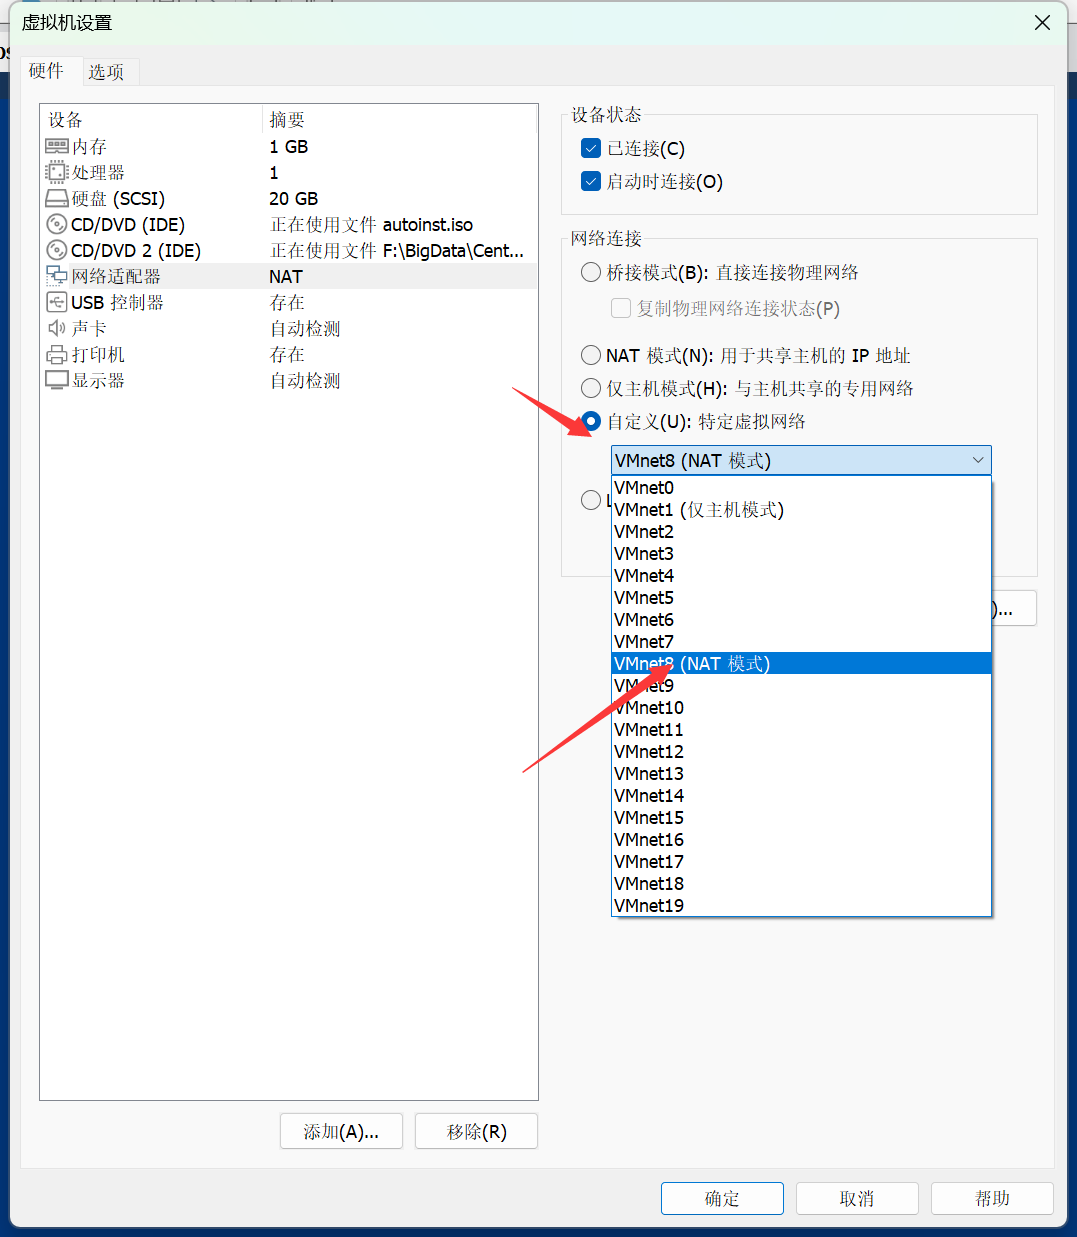 虚拟机设置
硬件 选项
设备 摘要
内存 1 GB
处理器 1
硬盘 (SCSI) 20 GB
CD/DVD (IDE) 正在使用文件 autoinst.iso
CD/DVD 2 (IDE) 正在使用文件 F:\BigData\Cent...
网络适配器 NAT
USB 控制器 存在
声卡 自动检测
打印机 存在
显示器 自动检测
添加(A)... 移除(R)
设备状态
已连接(C)
启动时连接(O)
网络连接
桥接模式(B): 直接连接物理网络
复制物理网络连接状态(P)
NAT 模式(N): 用于共享主机的 IP 地址
仅主机模式(H): 与主机共享的专用网络
自定义(U): 特定虚拟网络
VMnet8 (NAT 模式)
VMnet0
VMnet1 (仅主机模式)
VMnet2
VMnet3
VMnet4
VMnet5
VMnet6
VMnet7
VMnet8 (NAT 模式)
VMnet9
VMnet10
VMnet11
VMnet12
VMnet13
VMnet14
VMnet15
VMnet16
VMnet17
VMnet18
VMnet19
)...
确定 取消 帮助